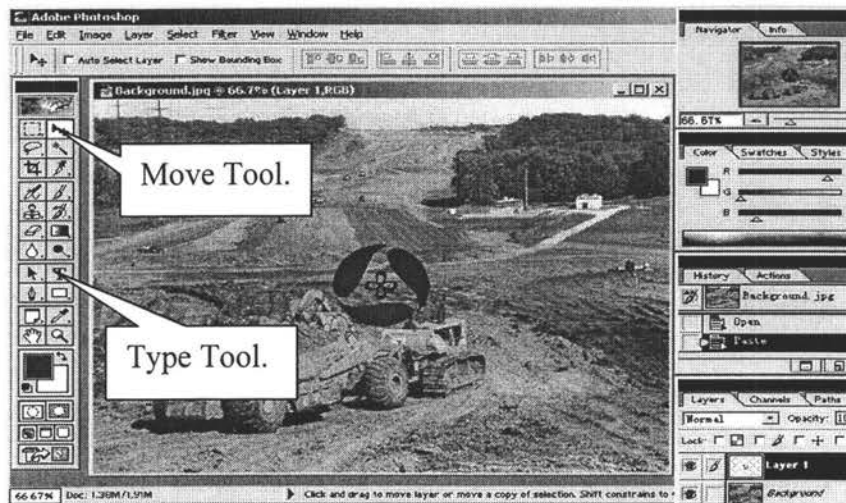 Adobe Photoshop
File Edit Image Layer Select Filter View Window Help
Auto Select Layer Show Bounding Box
Background.jpg @ 66.7% (Layer 1,RGB)
Move Tool.
Type Tool.
66.67% Doc: 1.38M/1.91M Click and drag to move layer or move a copy of selection. Shift constrains to
Navigator Info
66.67%
Color Swatches Styles
R
G
B
History Actions
Background.jpg
Open
Paste
Layers Channels Paths
Normal Opacity:
Lock:
Layer 1
Background